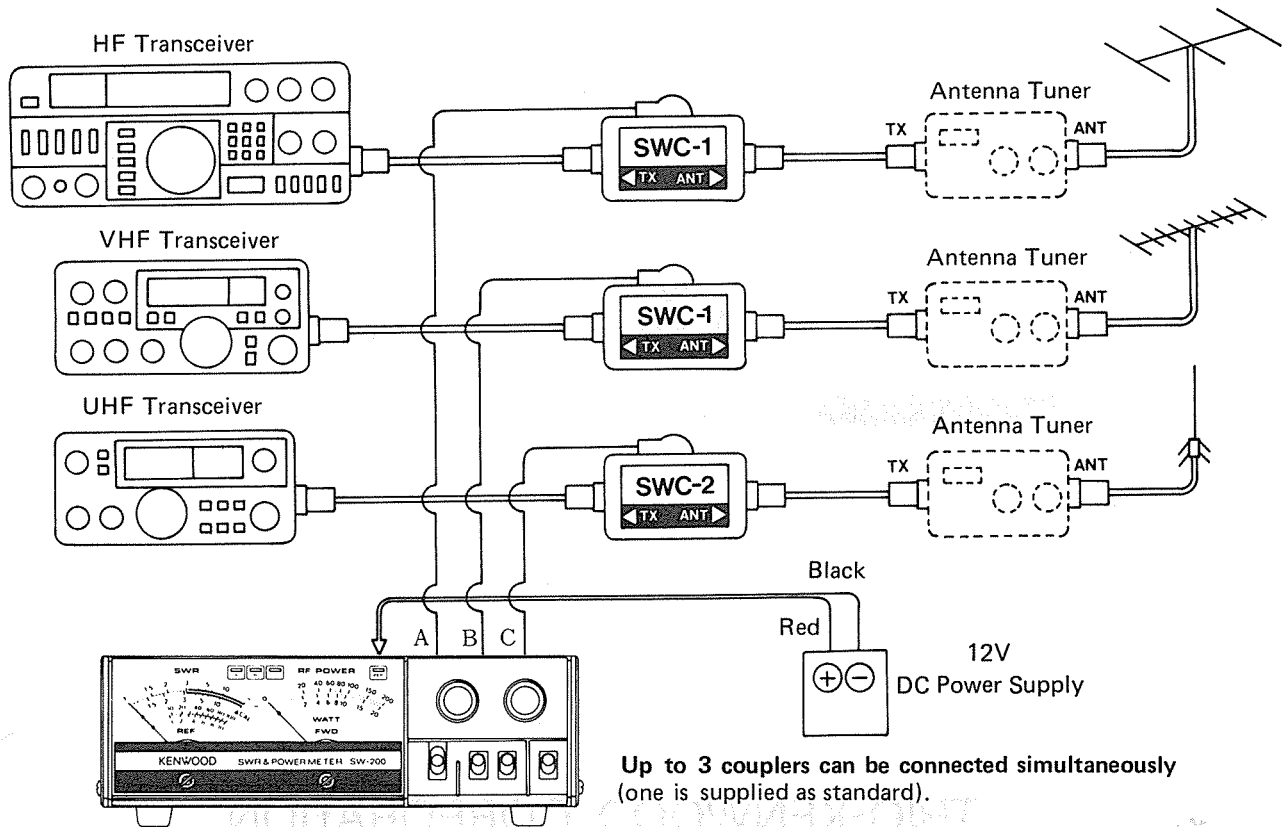 HF Transceiver
Antenna Tuner
TX
ANT
SWC-1
TX ANT
VHF Transceiver
Antenna Tuner
TX
ANT
SWC-1
TX ANT
UHF Transceiver
Antenna Tuner
TX
ANT
SWC-2
TX ANT
Black
Red
A B C
12V
DC Power Supply
SWR
RF POWER
REF
WATT
FWD
KENWOOD SWR & POWER METER SW-200
Up to 3 couplers can be connected simultaneously
(one is supplied as standard).